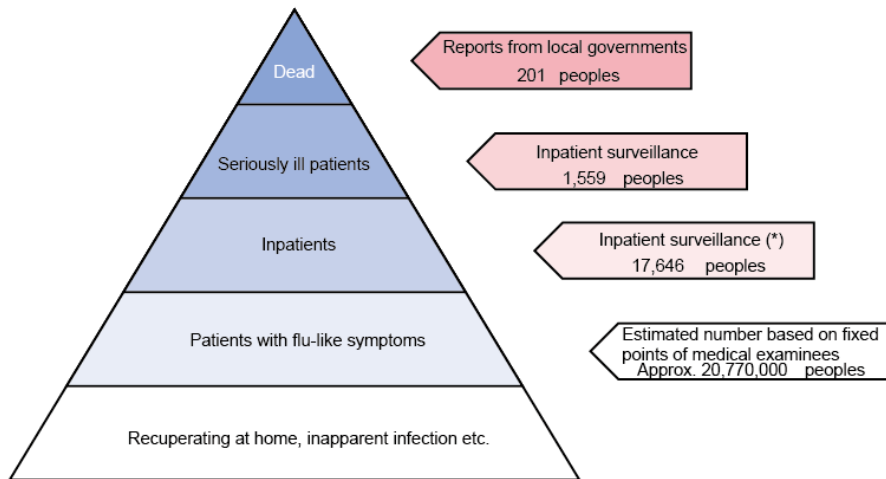 Dead
Reports from local governments
201 peoples
Seriously ill patients
Inpatient surveillance
1,559 peoples
Inpatients
Inpatient surveillance (*)
17,646 peoples
Patients with flu-like symptoms
Estimated number based on fixed
points of medical examinees
Approx. 20,770,000 peoples
Recuperating at home, inapparent infection etc.